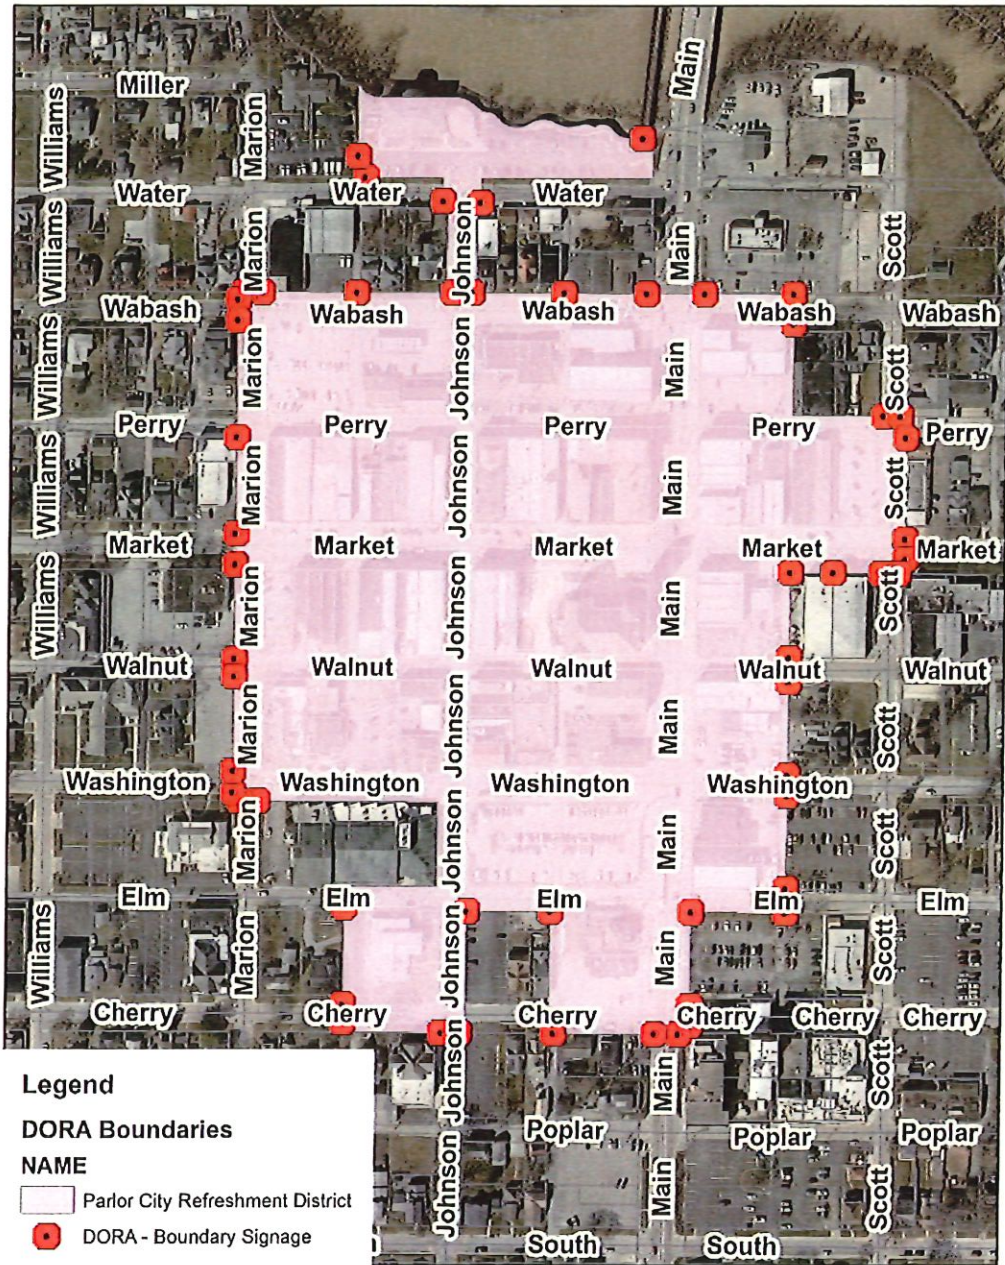 Main
Miller
Williams
Marion
Water
Water
Water
Williams
Marion
Johnson
Main
Scott
Wabash
Wabash
Wabash
Wabash
Wabash
Williams
Marion
Johnson
Main
Scott
Perry
Perry
Perry
Perry
Perry
Williams
Marion
Johnson
Main
Scott
Market
Market
Market
Market
Market
Williams
Marion
Johnson
Main
Scott
Walnut
Walnut
Walnut
Walnut
Walnut
Marion
Johnson
Main
Scott
Washington
Washington
Washington
Washington
Marion
Johnson
Main
Scott
Elm
Elm
Elm
Elm
Elm
Williams
Marion
Johnson
Main
Scott
Cherry
Cherry
Cherry
Cherry
Cherry
Cherry
Johnson
Main
Scott
Poplar
Poplar
Poplar
Johnson
Main
Scott
South
South
Legend
DORA Boundaries
NAME
Parlor City Refreshment District
DORA - Boundary Signage